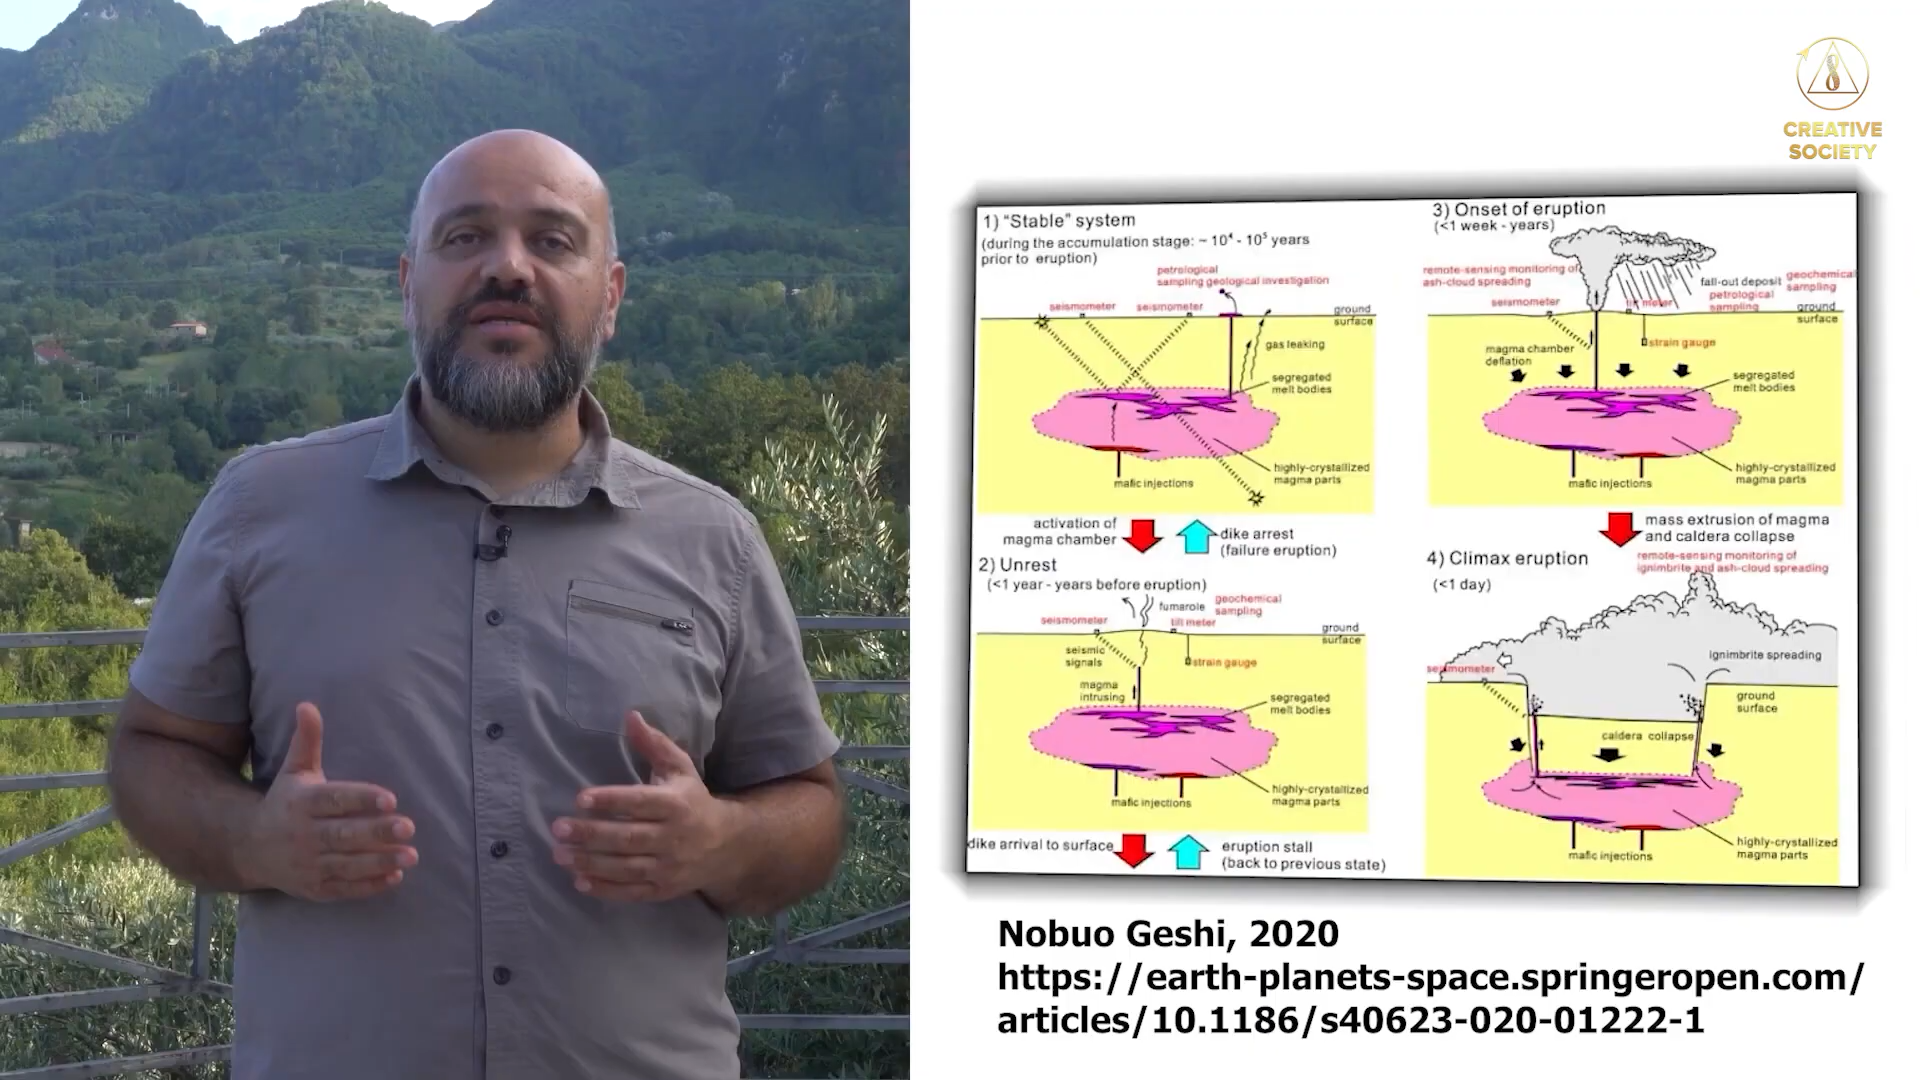 CREATIVE
SOCIETY
1) “Stable” system
(during the accumulation stage: ~ 10⁴ - 10⁵ years
prior to eruption)
petrological
sampling geological investigation
seismometer
seismometer
ground
surface
gas leaking
segregated
melt bodies
highly-crystallized
magma parts
mafic injections
activation of
magma chamber
dike arrest
(failure eruption)
2) Unrest
(<1 year - years before eruption)
fumarole
geochemical
sampling
seismometer
tilt meter
ground
surface
seismic
signals
strain gauge
magma
intrusing
segregated
melt bodies
highly-crystallized
magma parts
mafic injections
dike arrival to surface
eruption stall
(back to previous state)
3) Onset of eruption
(<1 week - years)
remote-sensing monitoring of
ash-cloud spreading
fall-out deposit
geochemical
sampling
petrological
sampling
seismometer
tilt meter
ground
surface
strain gauge
magma chamber
deflation
segregated
melt bodies
highly-crystallized
magma parts
mafic injections
mass extrusion of magma
and caldera collapse
4) Climax eruption
(<1 day)
remote-sensing monitoring of
ignimbrite and ash-cloud spreading
ignimbrite spreading
seismometer
ground
surface
caldera collapse
highly-crystallized
magma parts
mafic injections
Nobuo Geshi, 2020
https://earth-planets-space.springeropen.com/
articles/10.1186/s40623-020-01222-1